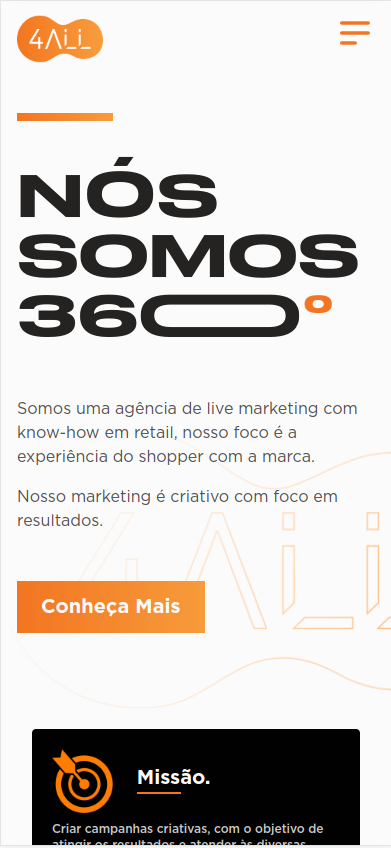 4ALL
NÓS
SOMOS
360º
Somos uma agência de live marketing com
know-how em retail, nosso foco é a
experiência do shopper com a marca.
Nosso marketing é criativo com foco em
resultados.
4ALL
Conheça Mais
Missão.
Criar campanhas criativas, com o objetivo de
atingir os resultados e atender às diversas